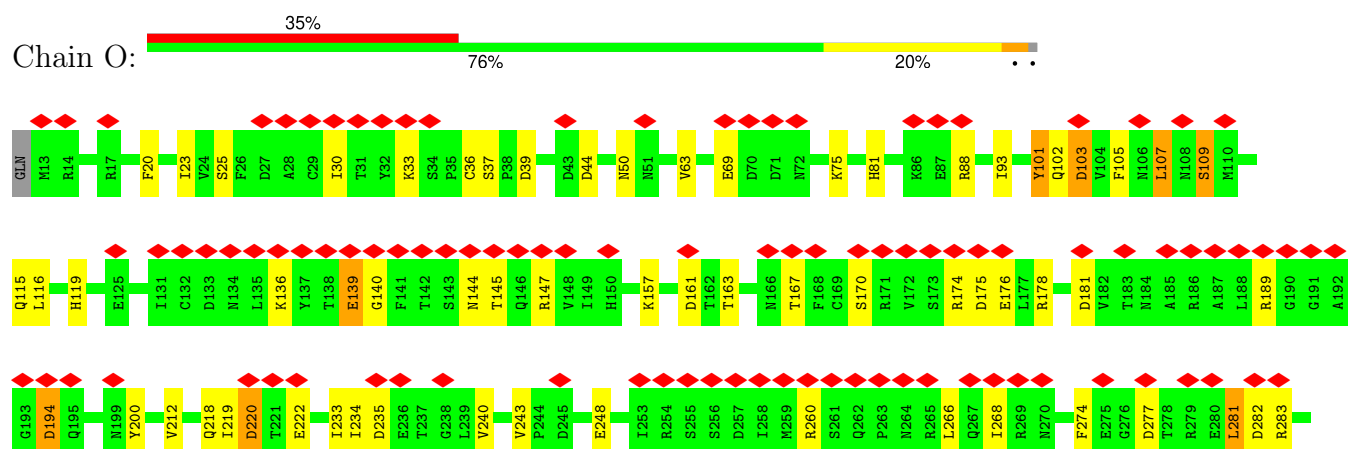 35%
Chain O:
76% 20% • •
GLN M13 R14 R17 F20 I23 V24 S25 F26 D27 A28 C29 I30 T31 Y32 K33 S34 P35 C36 S37 P38 D39 D43 D44 N50 N51 V63 E69 D70 D71 N72 K75 H81 K86 E87 R88 I93 Y101 Q102 D103 V104 F105 N106 L107 N108 S109 M110
Q115 L116 H119 E125 I131 C132 D133 N134 L135 K136 Y137 T138 E139 G140 F141 T142 S143 N144 T145 Q146 R147 V148 I149 H150 K157 D161 T162 T163 N166 T167 F168 C169 S170 R171 V172 S173 R174 D175 E176 L177 R178 D181 V182 T183 N184 A185 R186 A187 L188 R189 G190 G191 A192
G193 D194 Q195 N199 Y200 V212 Q218 I219 D220 T221 E222 I233 I234 D235 E236 T237 G238 L239 V240 V243 P244 D245 E248 I253 R254 S255 S256 D257 I258 M259 R260 S261 Q262 P263 N264 R265 L266 Q267 I268 R269 N270 F274 E275 G276 D277 T278 R279 E280 L281 D282 R283